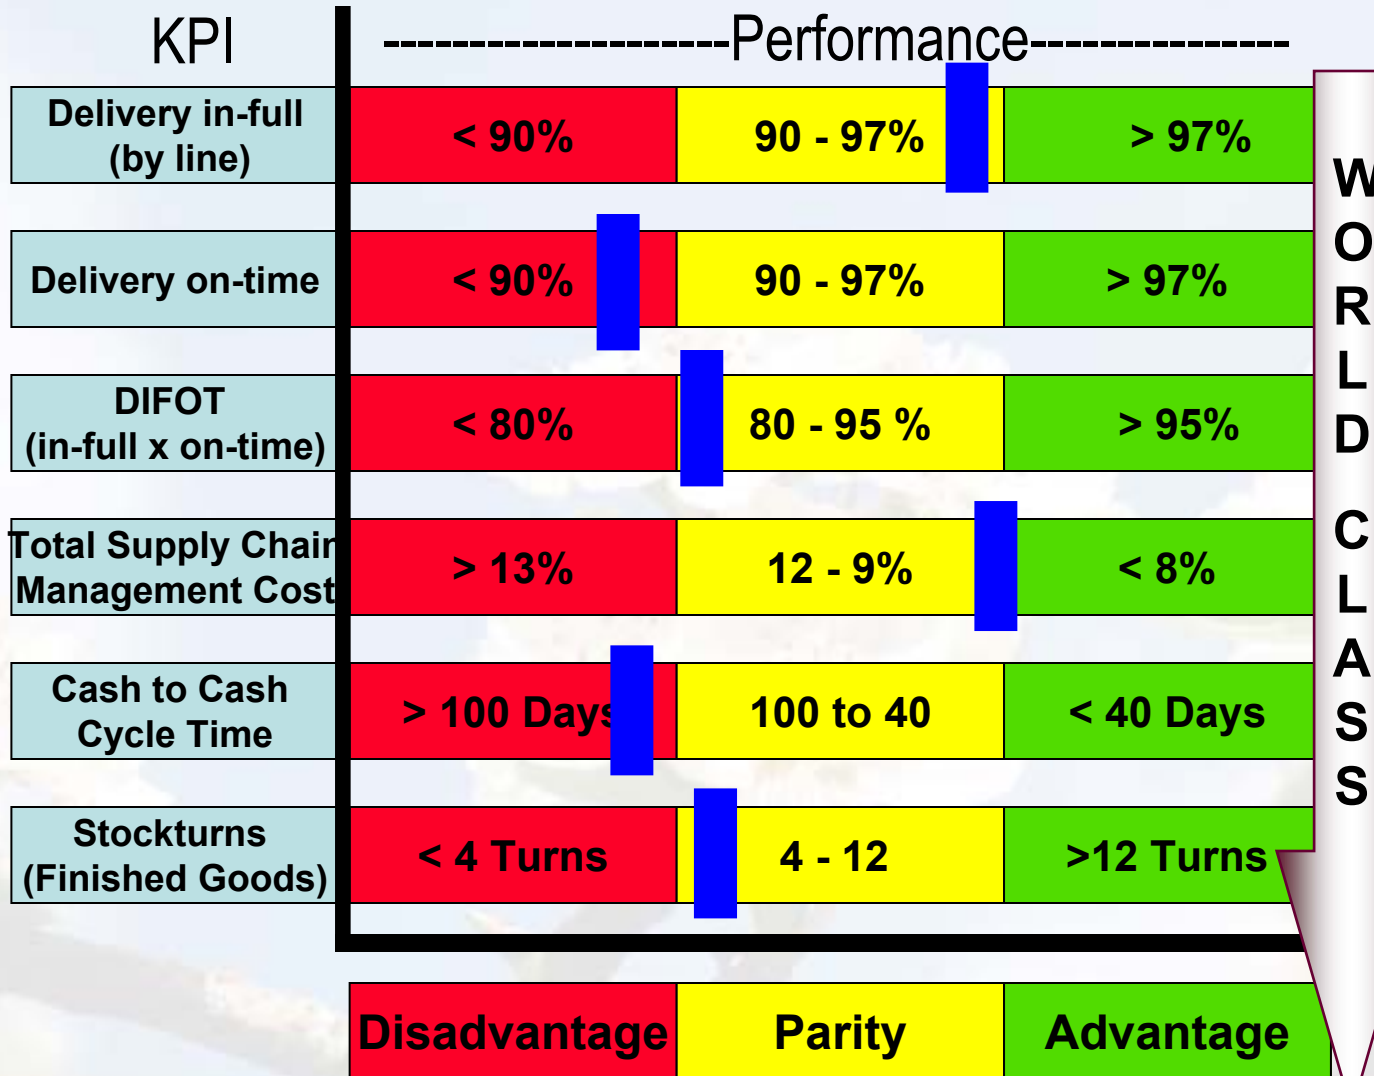 KPI
--------------------Performance---------------
Delivery in-full
(by line)
< 90%
90 - 97%
> 97%
Delivery on-time
< 90%
90 - 97%
> 97%
DIFOT
(in-full x on-time)
< 80%
80 - 95 %
> 95%
Total Supply Chain
Management Cost
> 13%
12 - 9%
< 8%
Cash to Cash
Cycle Time
> 100 Days
100 to 40
< 40 Days
Stockturns
(Finished Goods)
< 4 Turns
4 - 12
>12 Turns
Disadvantage
Parity
Advantage
WORLD CLASS